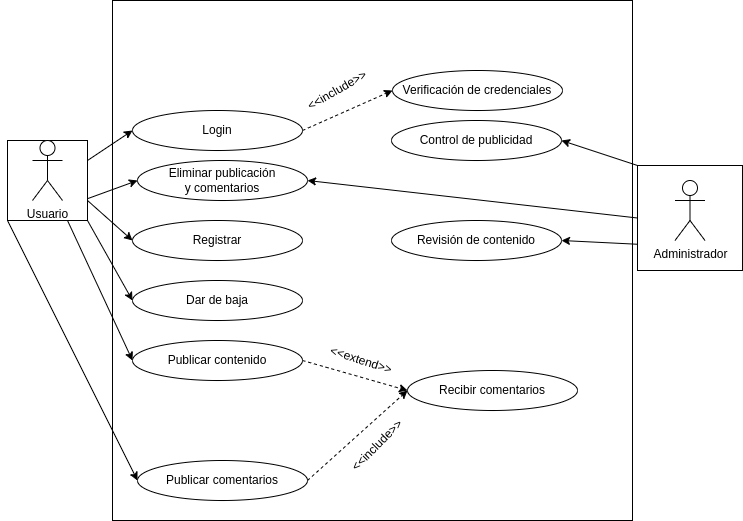 <<include>>
Verificación de credenciales
Login
Control de publicidad
Eliminar publicación
y comentarios
Usuario
Registrar
Revisión de contenido
Administrador
Dar de baja
Publicar contenido
<<extend>>
Recibir comentarios
<<include>>
Publicar comentarios